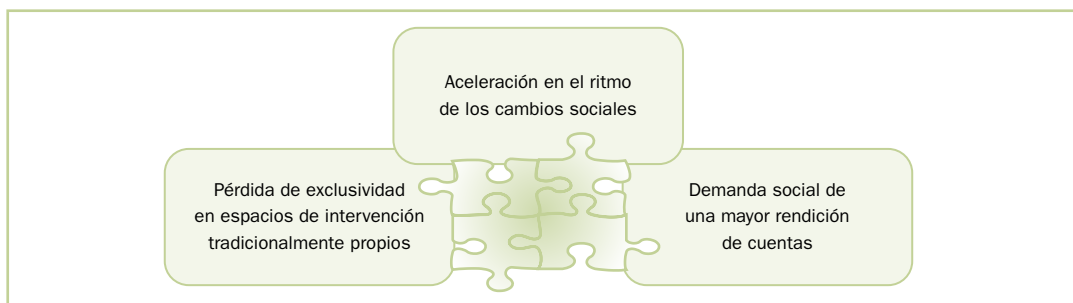 Aceleración en el ritmo
de los cambios sociales
Pérdida de exclusividad
en espacios de intervención
tradicionalmente propios
Demanda social de
una mayor rendición
de cuentas